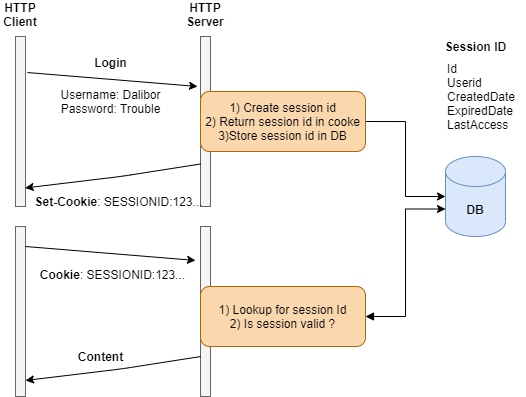 HTTP
Client
HTTP
Server
Login
Username: Dalibor
Password: Trouble
1) Create session id
2) Return session id in cooke
3)Store session id in DB
Set-Cookie: SESSIONID:123...
Session ID
Id
Userid
CreatedDate
ExpiredDate
LastAccess
DB
Cookie: SESSIONID:123...
1) Lookup for session Id
2) Is session valid ?
Content